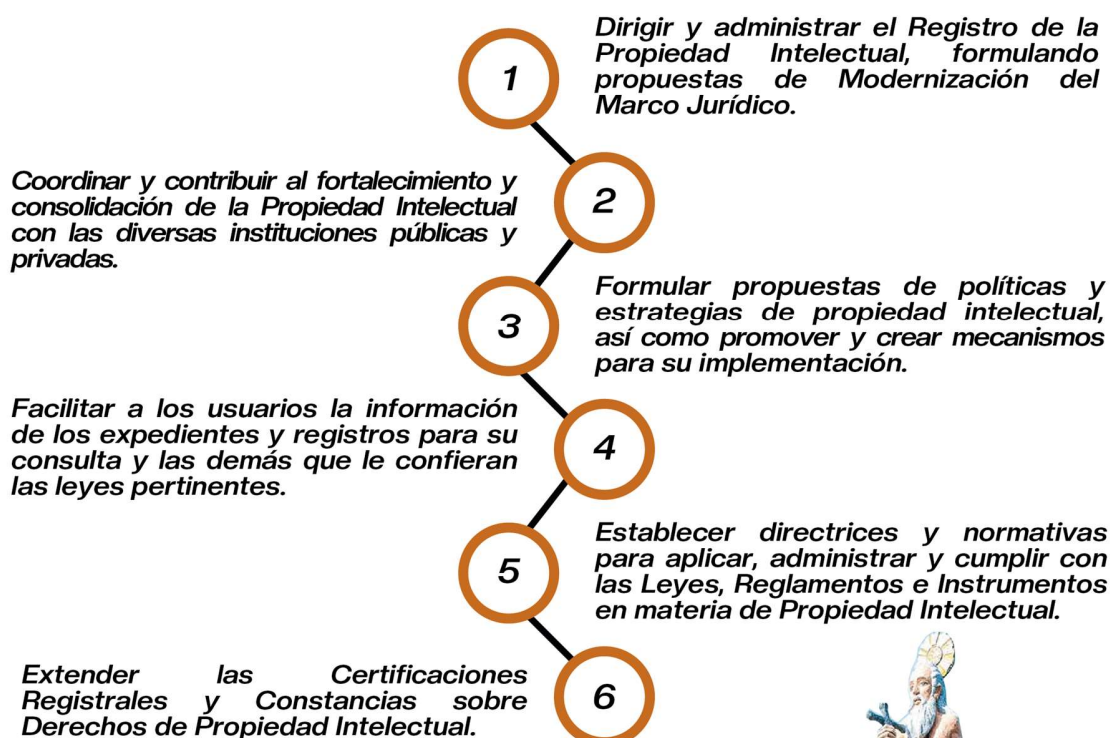 1
Dirigir y administrar el Registro de la
Propiedad Intelectual, formulando
propuestas de Modernización del
Marco Jurídico.
2
Coordinar y contribuir al fortalecimiento y
consolidación de la Propiedad Intelectual
con las diversas instituciones públicas y
privadas.
3
Formular propuestas de políticas y
estrategias de propiedad intelectual,
así como promover y crear mecanismos
para su implementación.
4
Facilitar a los usuarios la información
de los expedientes y registros para su
consulta y las demás que le confieran
las leyes pertinentes.
5
Establecer directrices y normativas
para aplicar, administrar y cumplir con
las Leyes, Reglamentos e Instrumentos
en materia de Propiedad Intelectual.
6
Extender las Certificaciones
Registrales y Constancias sobre
Derechos de Propiedad Intelectual.